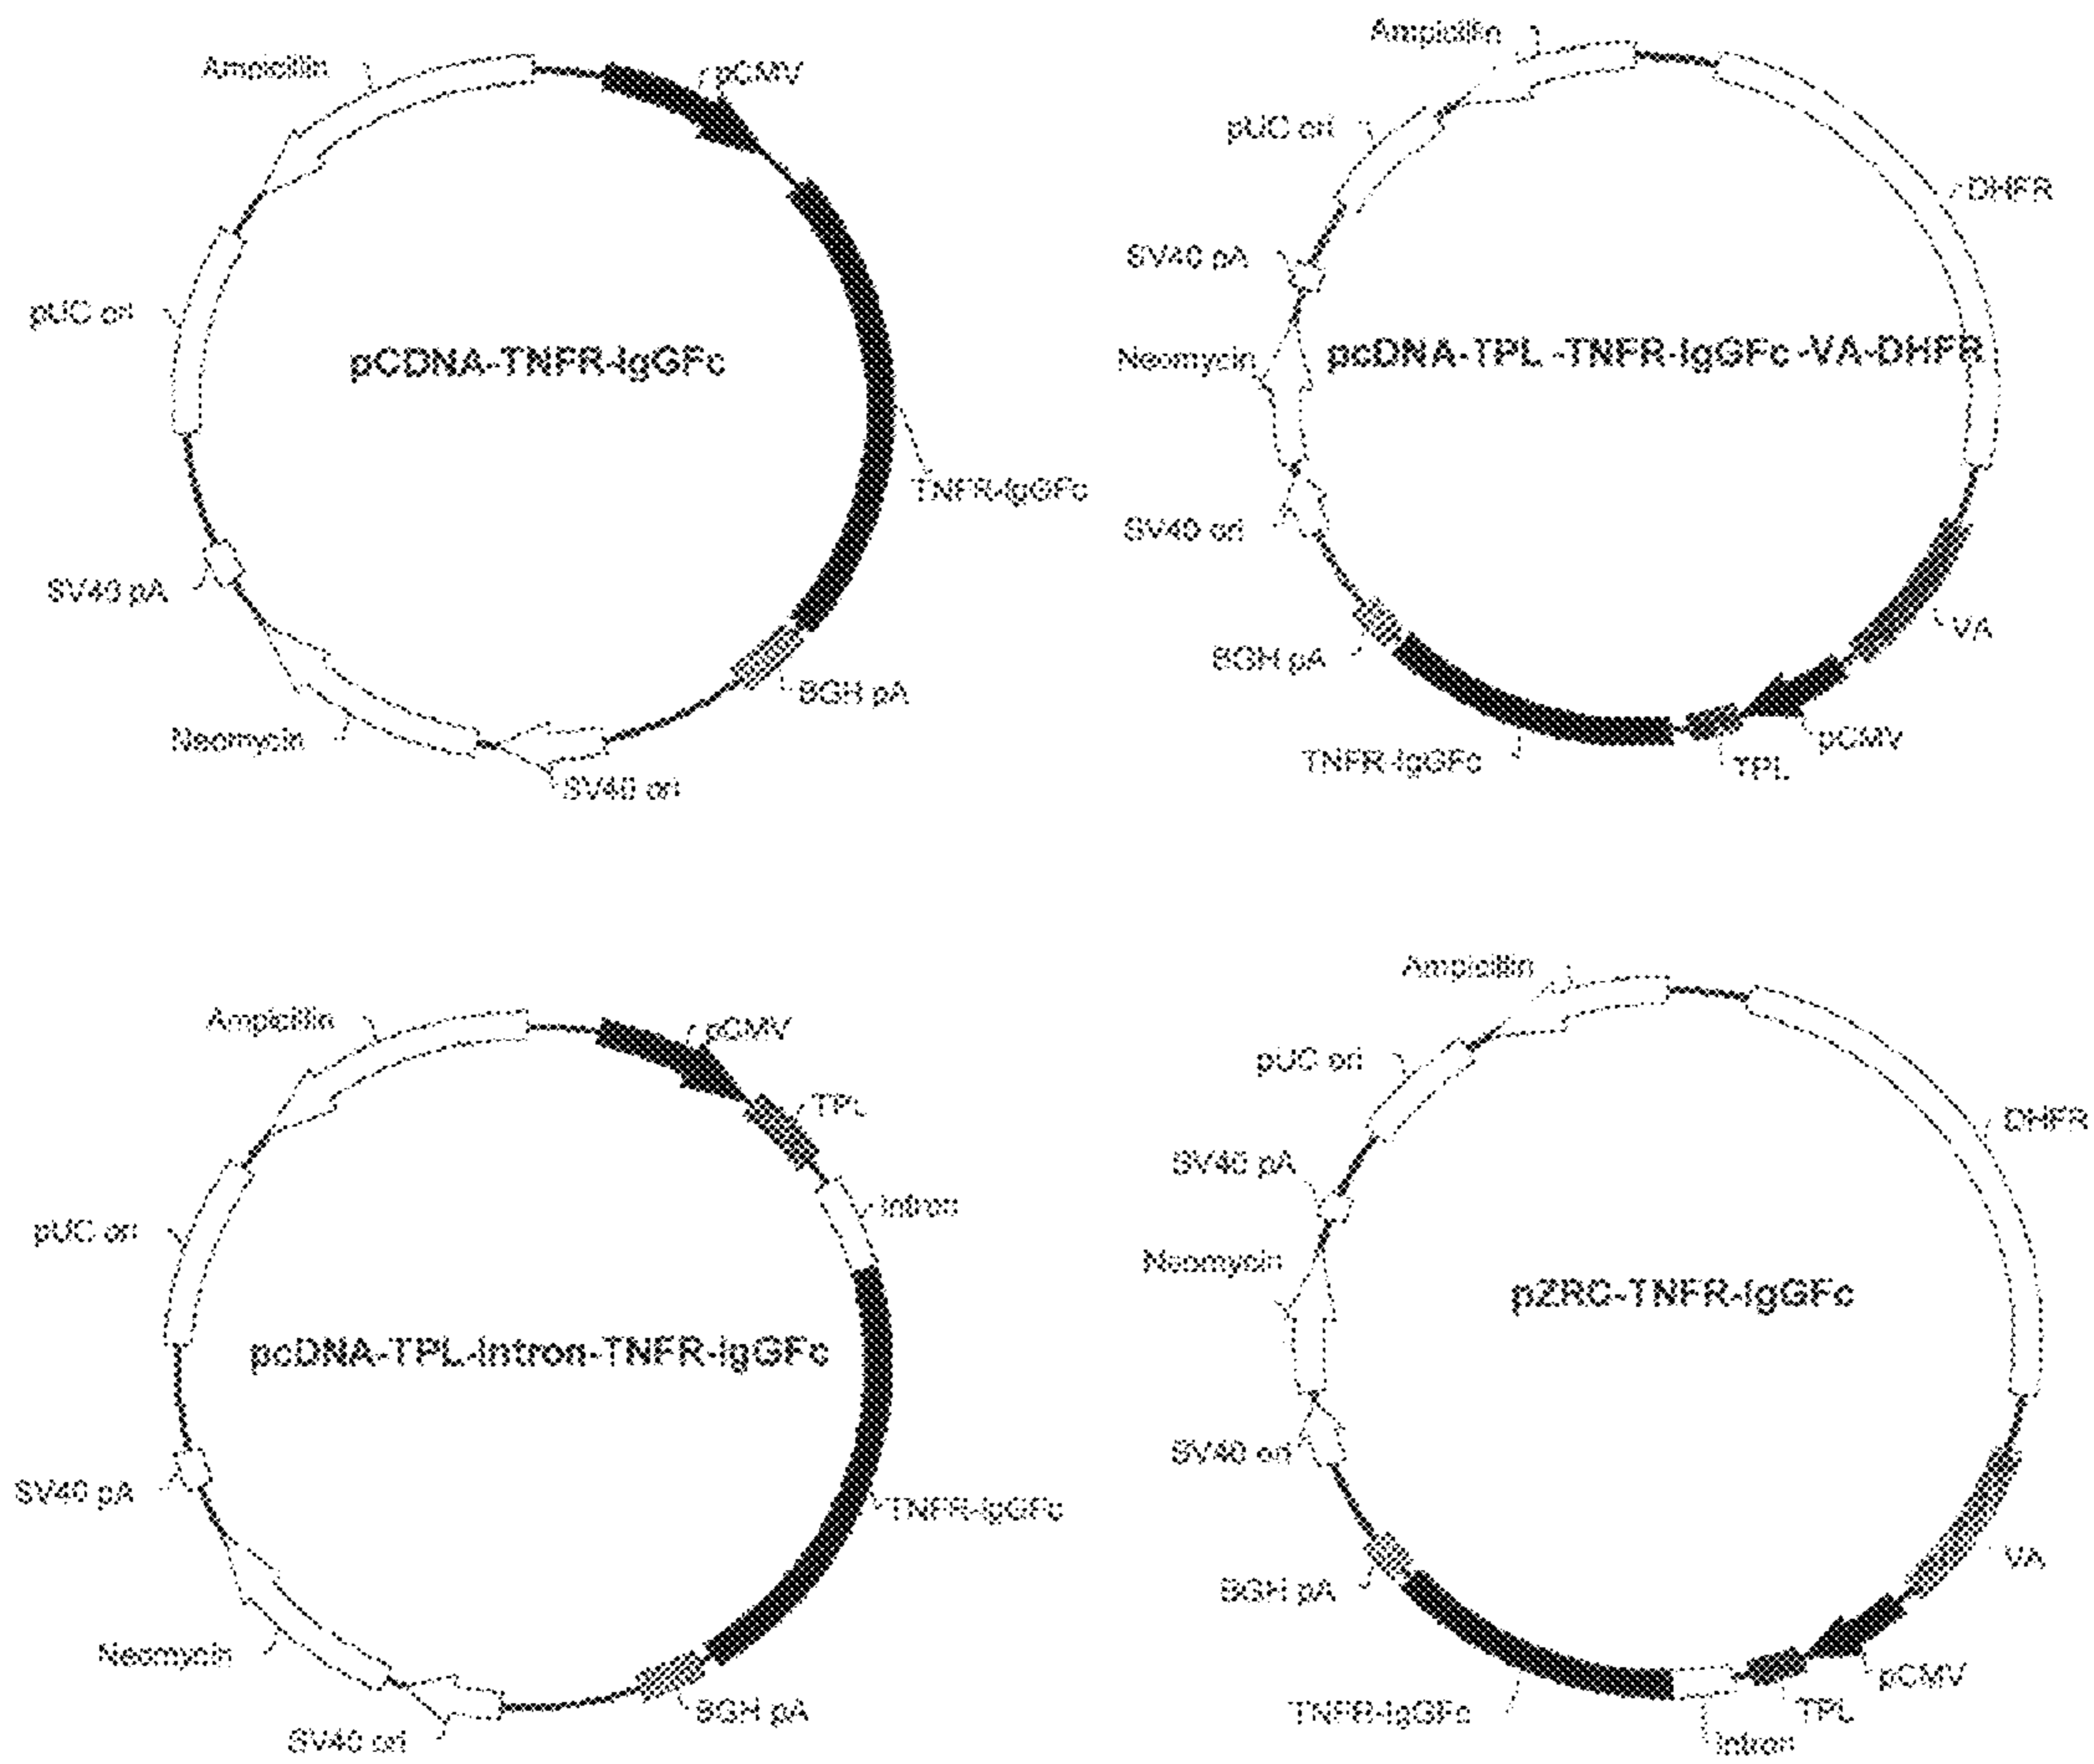 Ampicillin
pCMV
pUC ori
pCDNA-TNFR-IgGFc
TNFR-IgGFc
SV40 pA
BGH pA
Neomycin
SV40 ori
Ampicillin
pUC ori
DHFR
SV40 pA
Neomycin
pcDNA-TPL-TNFR-IgGFc-VA-DHFR
SV40 ori
VA
BGH pA
pCMV
TNFR-IgGFc
TPL
Ampicillin
pCMV
TPL
Intron
pUC ori
pcDNA-TPL-Intron-TNFR-IgGFc
SV40 pA
TNFR-IgGFc
Neomycin
BGH pA
SV40 ori
Ampicillin
pUC ori
DHFR
SV40 pA
Neomycin
p2RC-TNFR-IgGFc
SV40 ori
VA
BGH pA
pCMV
TNFR-IgGFc
TPL
Intron